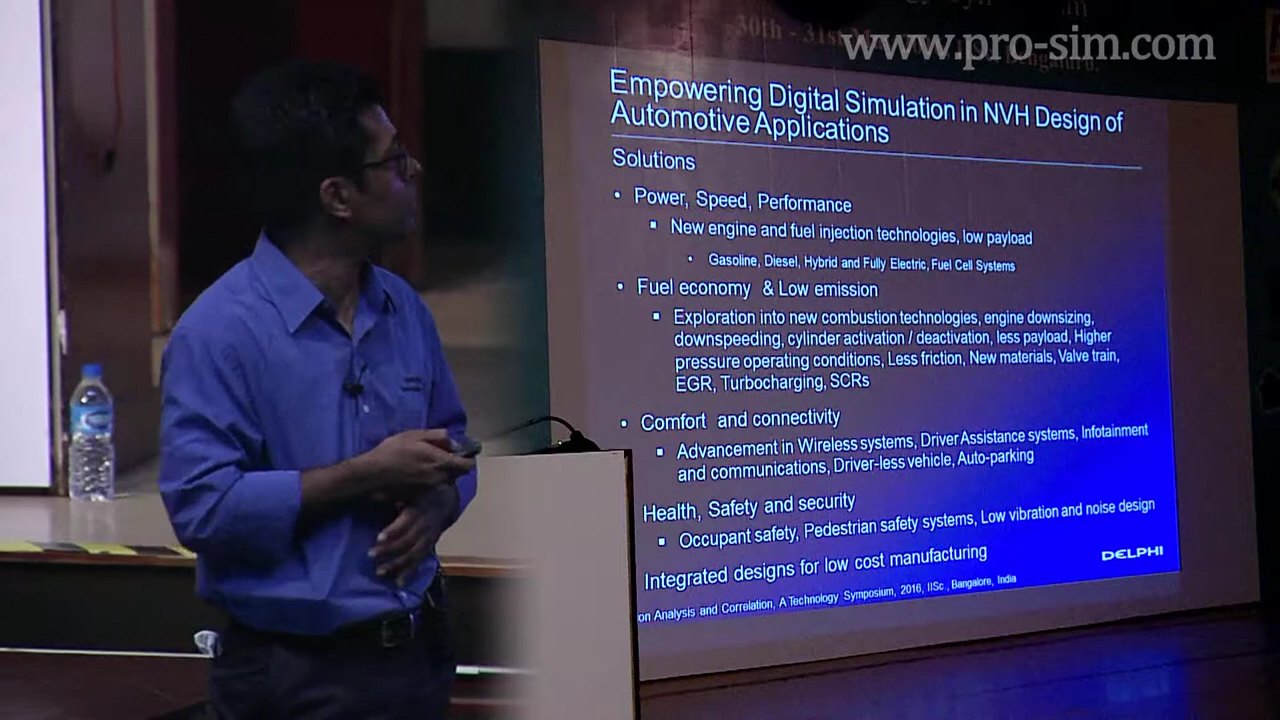 30th - 31st
www.pro-sim.com
Empowering Digital Simulation in NVH Design of
Automotive Applications
Solutions
• Power, Speed, Performance
▪ New engine and fuel injection technologies, low payload
• Gasoline, Diesel, Hybrid and Fully Electric, Fuel Cell Systems
• Fuel economy & Low emission
▪ Exploration into new combustion technologies, engine downsizing,
downspeeding, cylinder activation / deactivation, less payload, Higher
pressure operating conditions, Less friction, New materials, Valve train,
EGR, Turbocharging, SCRs
• Comfort and connectivity
▪ Advancement in Wireless systems, Driver Assistance systems, Infotainment
and communications, Driver-less vehicle, Auto-parking
Health, Safety and security
▪ Occupant safety, Pedestrian safety systems, Low vibration and noise design
Integrated designs for low cost manufacturing
DELPHI
on Analysis and Correlation, A Technology Symposium, 2016, IISc., Bangalore, India